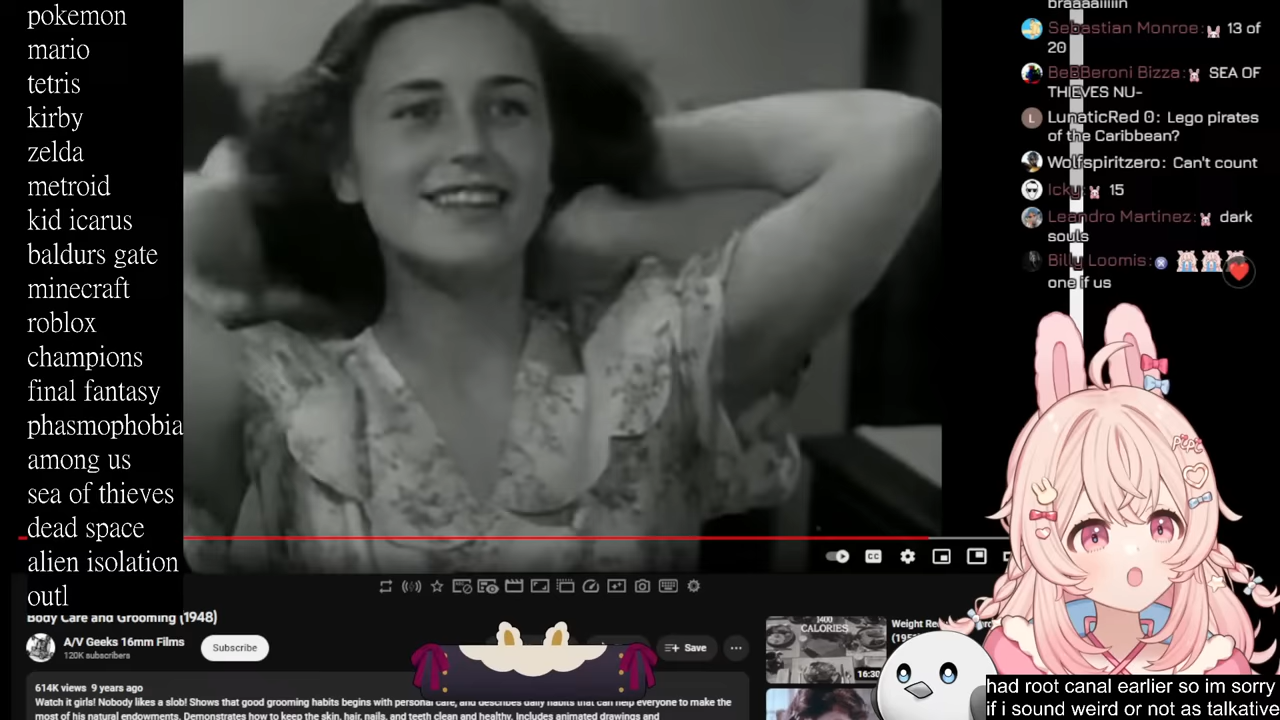 pokemon
mario
tetris
kirby
zelda
metroid
kid icarus
baldurs gate
minecraft
roblox
champions
final fantasy
phasmophobia
among us
sea of thieves
dead space
alien isolation
outl
braaaaiiiiin
Sebastian Monroe: 13 of
20
BeBBeroni Bizza: SEA OF
THIEVES NU-
LunaticRed 0: Lego pirates
of the Caribbean?
Wolfspiritzero: Can't count
Icky: 15
Leandro Martinez: dark
souls
Billy Loomis:
one if us
CC
Body Care and Grooming (1948)
A/V Geeks 16mm Films
120K subscribers
Subscribe
Save
614K views 9 years ago
Watch it girls! Nobody likes a slob! Shows that good grooming habits begins with personal care, and describes daily habits that can help everyone to make the
most of his natural endowments. Demonstrates how to keep the skin, hair, nails, and teeth clean and healthy. Includes animated drawings and
1400
CALORIES
16:30
Weight
pipi
had root canal earlier so im sorry
if i sound weird or not as talkative